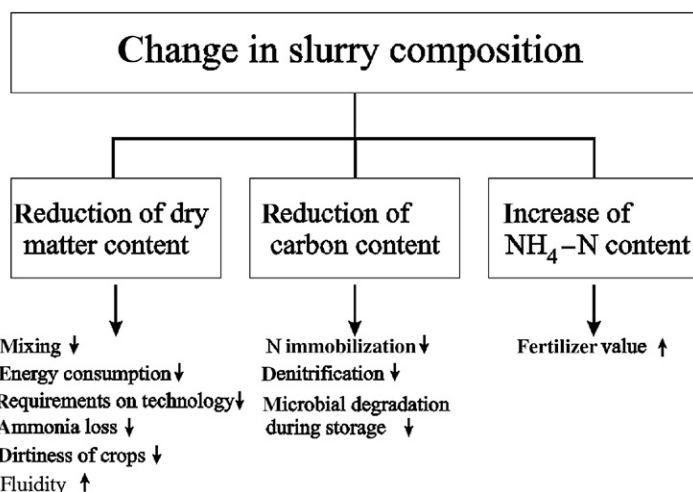 Change in slurry composition
Reduction of dry
matter content
Reduction of
carbon content
Increase of
NH₄–N content
Mixing ↓
Energy consumption ↓
Requirements on technology ↓
Ammonia loss ↓
Dirtiness of crops ↓
Fluidity ↑
N immobilization ↓
Denitrification ↓
Microbial degradation
during storage ↓
Fertilizer value ↑